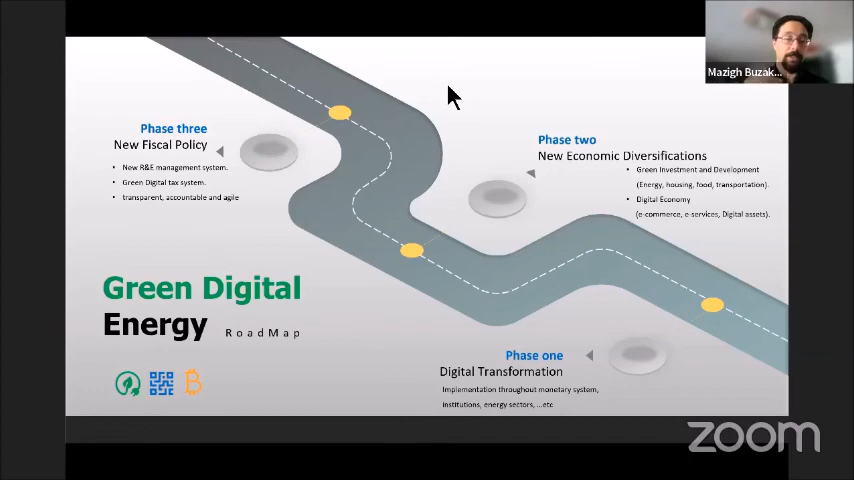 Mazigh Buzak...
Phase three
New Fiscal Policy
• New R&E management system.
• Green Digital tax system.
• transparent, accountable and agile
Phase two
New Economic Diversifications
• Green Investment and Development
(Energy, housing, food, transportation).
• Digital Economy
(e-commerce, e-services, Digital assets).
Green Digital
Energy RoadMap
Phase one
Digital Transformation
Implementation throughout monetary system,
institutions, energy sectors, ...etc
zoom